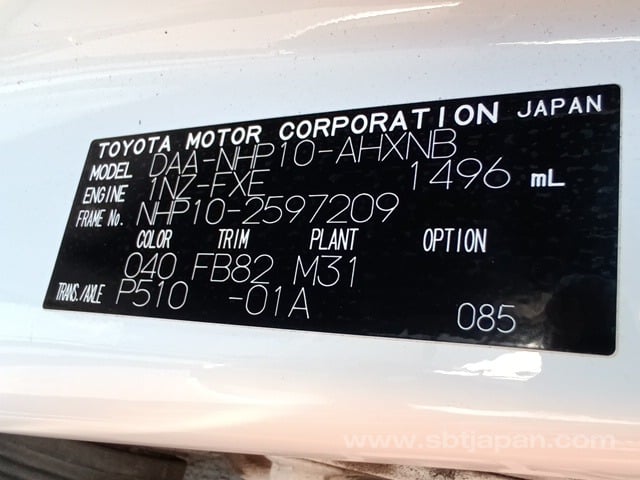 TOYOTA MOTOR CORPORATION JAPAN
MODEL DAA-NHP10-AHXNB
ENGINE 1NZ-FXE 1496 mL
FRAME No. NHP10-2597209
COLOR TRIM PLANT OPTION
040 FB82 M31
TRANS./AXLE P510 -01A
085
www.sbtjapan.com